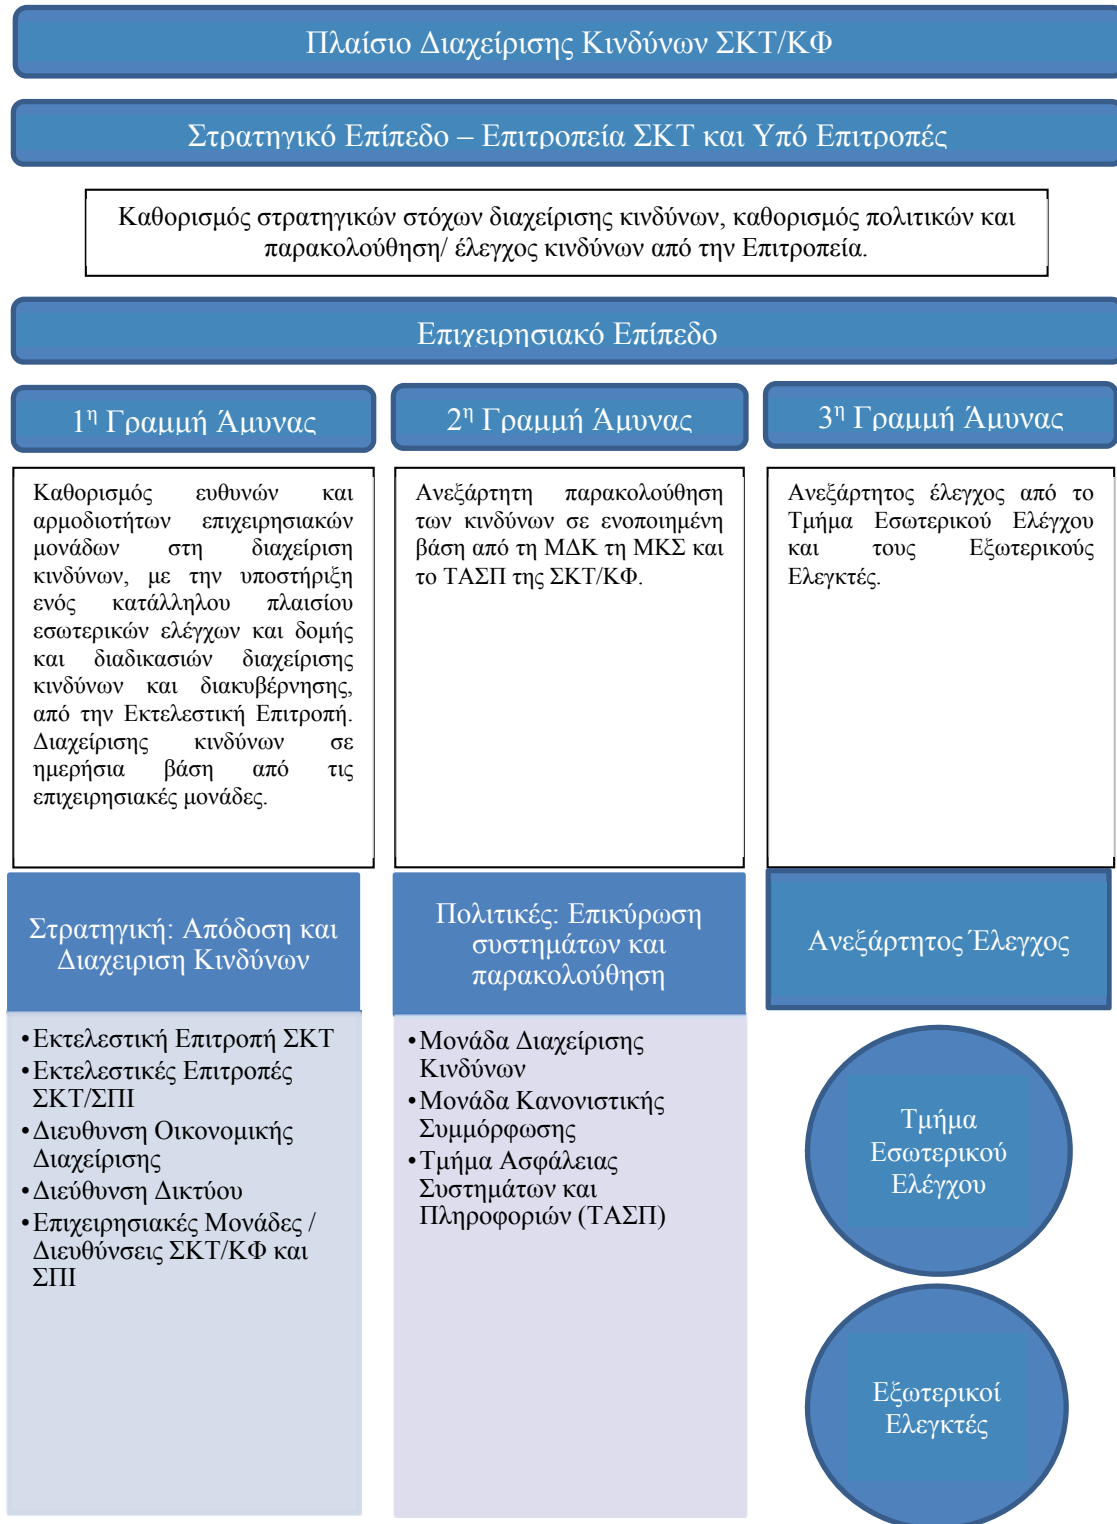 Πλαίσιο Διαχείρισης Κινδύνων ΣΚΤ/ΚΦ
Στρατηγικό Επίπεδο – Επιτροπεία ΣΚΤ και Υπό Επιτροπές
Καθορισμός στρατηγικών στόχων διαχείρισης κινδύνων, καθορισμός πολιτικών και
παρακολούθηση/ έλεγχος κινδύνων από την Επιτροπεία.
Επιχειρησιακό Επίπεδο
1η Γραμμή Άμυνας
Καθορισμός ευθυνών και
αρμοδιοτήτων επιχειρησιακών
μονάδων στη διαχείριση
κινδύνων, με την υποστήριξη
ενός κατάλληλου πλαισίου
εσωτερικών ελέγχων και δομής
και διαδικασιών διαχείρισης
κινδύνων και διακυβέρνησης,
από την Εκτελεστική Επιτροπή.
Διαχείρισης κινδύνων σε
ημερήσια βάση από τις
επιχειρησιακές μονάδες.
Στρατηγική: Απόδοση και
Διαχειριση Κινδύνων
•Εκτελεστική Επιτροπή ΣΚΤ
•Εκτελεστικές Επιτροπές
ΣΚΤ/ΣΠΙ
•Διευθυνση Οικονομικής
Διαχείρισης
•Διεύθυνση Δικτύου
•Επιχειρησιακές Μονάδες /
Διευθύνσεις ΣΚΤ/ΚΦ και
ΣΠΙ
2η Γραμμή Άμυνας
Ανεξάρτητη παρακολούθηση
των κινδύνων σε ενοποιημένη
βάση από τη ΜΔΚ τη ΜΚΣ και
το ΤΑΣΠ της ΣΚΤ/ΚΦ.
Πολιτικές: Επικύρωση
συστημάτων και
παρακολούθηση
•Μονάδα Διαχείρισης
Κινδύνων
•Μονάδα Κανονιστικής
Συμμόρφωσης
•Τμήμα Ασφάλειας
Συστημάτων και
Πληροφοριών (ΤΑΣΠ)
3η Γραμμή Άμυνας
Ανεξάρτητος έλεγχος από το
Τμήμα Εσωτερικού Ελέγχου
και τους Εξωτερικούς
Ελεγκτές.
Ανεξάρτητος Έλεγχος
Τμήμα
Εσωτερικού
Ελέγχου
Εξωτερικοί
Ελεγκτές